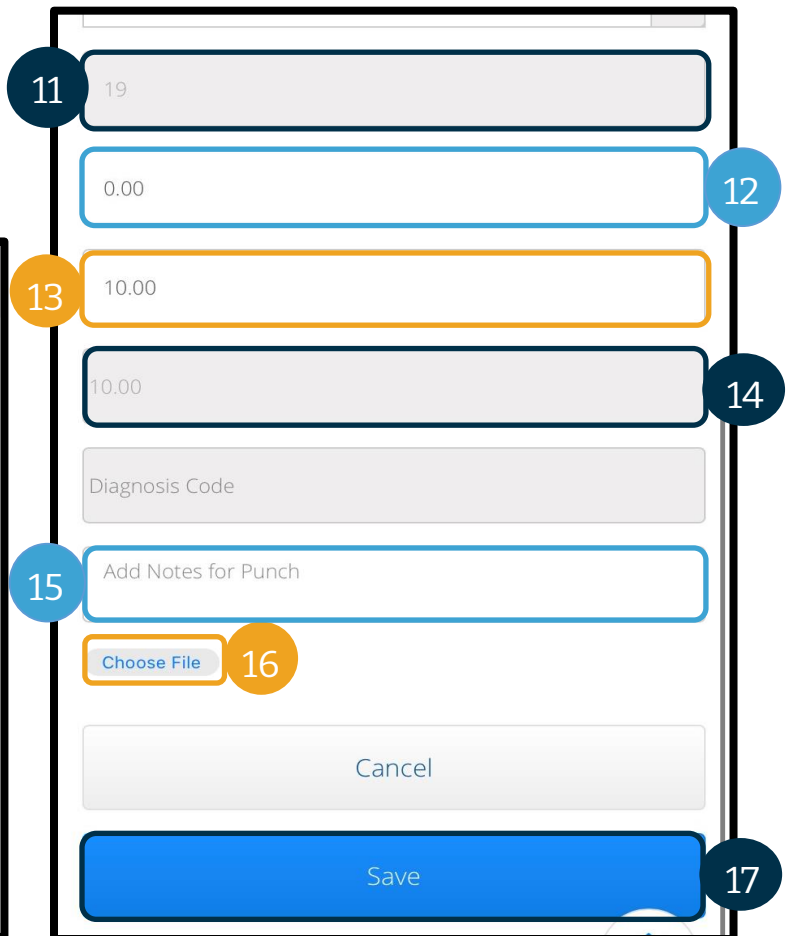 11
19
0.00
12
13
10.00
10.00
14
Diagnosis Code
15
Add Notes for Punch
Choose File
16
Cancel
Save
17